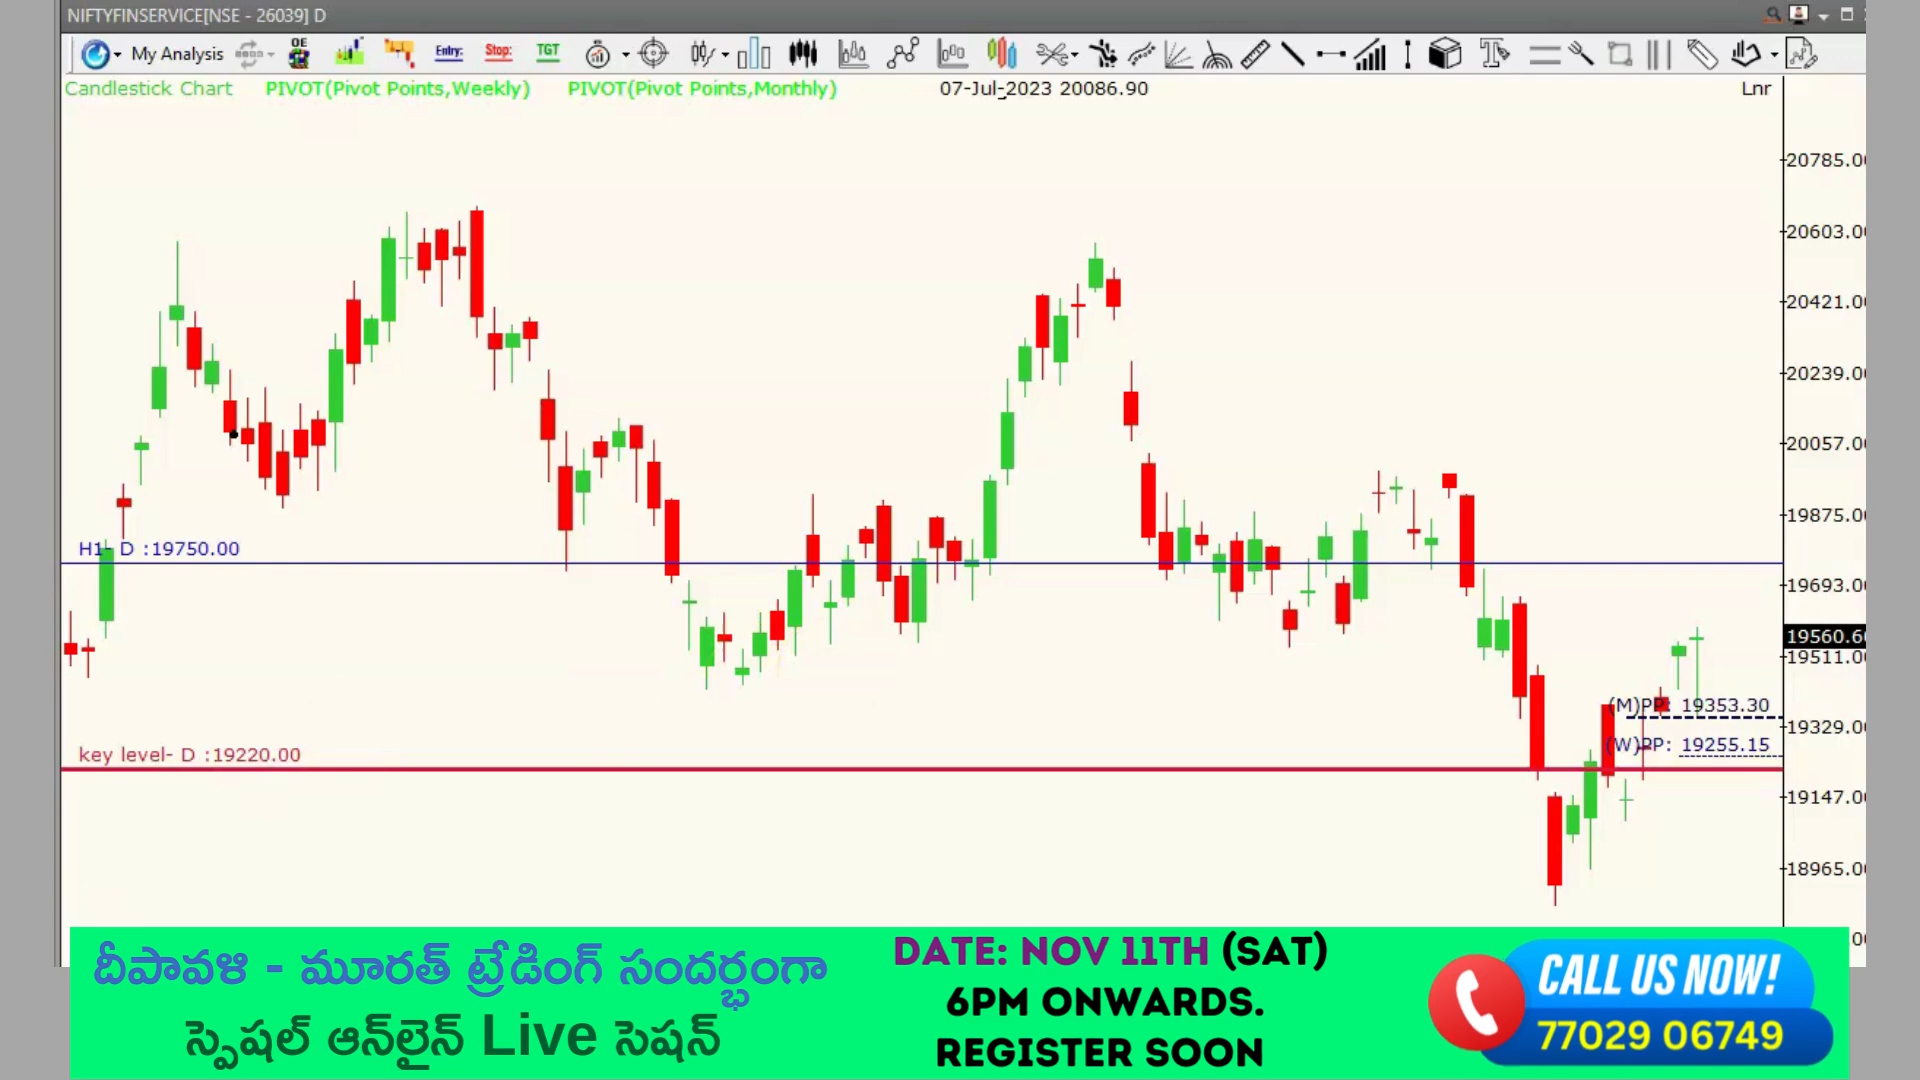 NIFTYFINSERVICE[NSE - 26039] D
My Analysis
OE
Entry:
Stop:
TGT
Candlestick Chart PIVOT(Pivot Points,Weekly) PIVOT(Pivot Points,Monthly) 07-Jul-2023 20086.90 Lnr
20785.0
20603.0
20421.0
20239.0
20057.0
19875.0
H1- D :19750.00
19693.0
19560.6
19511.0
(M)PP: 19353.30
19329.0
(W)PP: 19255.15
key level- D :19220.00
19147.0
18965.0
దీపావళి - మూరత్ ట్రేడింగ్ సందర్భంగా
స్పెషల్ ఆన్‌లైన్ Live సెషన్
DATE: NOV 11TH (SAT)
6PM ONWARDS.
REGISTER SOON
CALL US NOW!
77029 06749